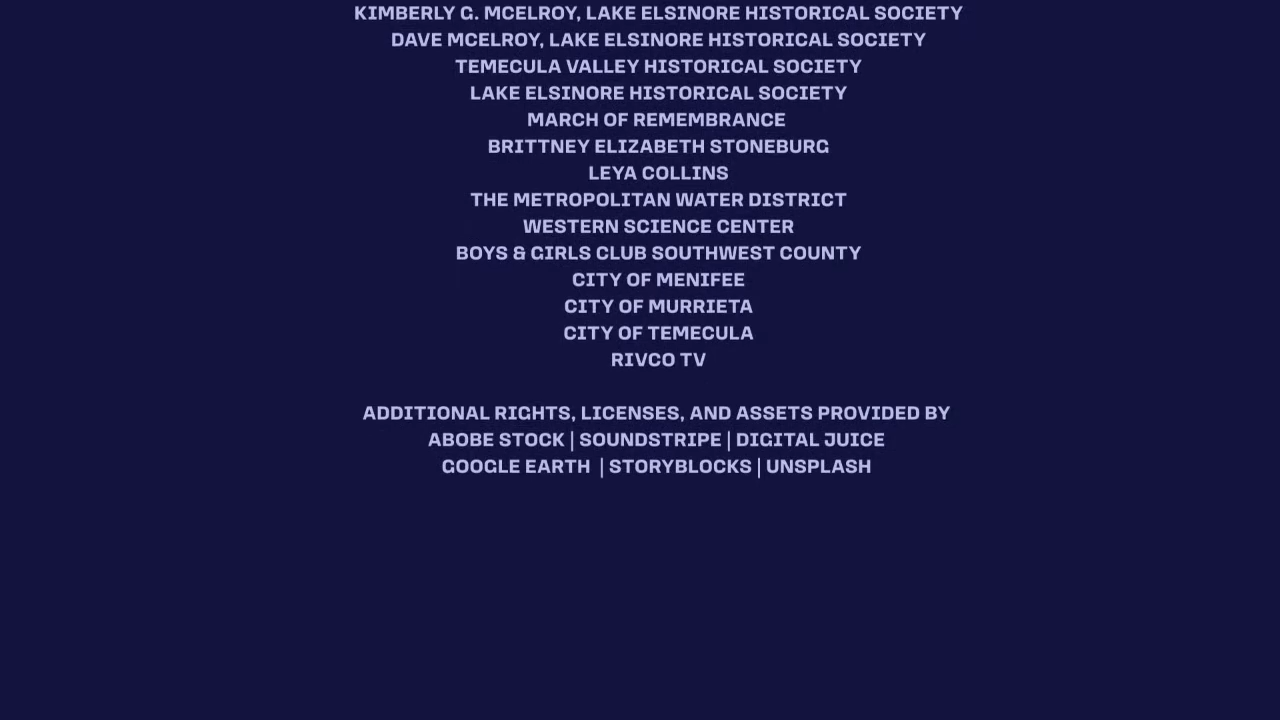 KIMBERLY G. MCELROY, LAKE ELSINORE HISTORICAL SOCIETY
DAVE MCELROY, LAKE ELSINORE HISTORICAL SOCIETY
TEMECULA VALLEY HISTORICAL SOCIETY
LAKE ELSINORE HISTORICAL SOCIETY
MARCH OF REMEMBRANCE
BRITTNEY ELIZABETH STONEBURG
LEYA COLLINS
THE METROPOLITAN WATER DISTRICT
WESTERN SCIENCE CENTER
BOYS & GIRLS CLUB SOUTHWEST COUNTY
CITY OF MENIFEE
CITY OF MURRIETA
CITY OF TEMECULA
RIVCO TV
ADDITIONAL RIGHTS, LICENSES, AND ASSETS PROVIDED BY
ABOBE STOCK | SOUNDSTRIPE | DIGITAL JUICE
GOOGLE EARTH | STORYBLOCKS | UNSPLASH